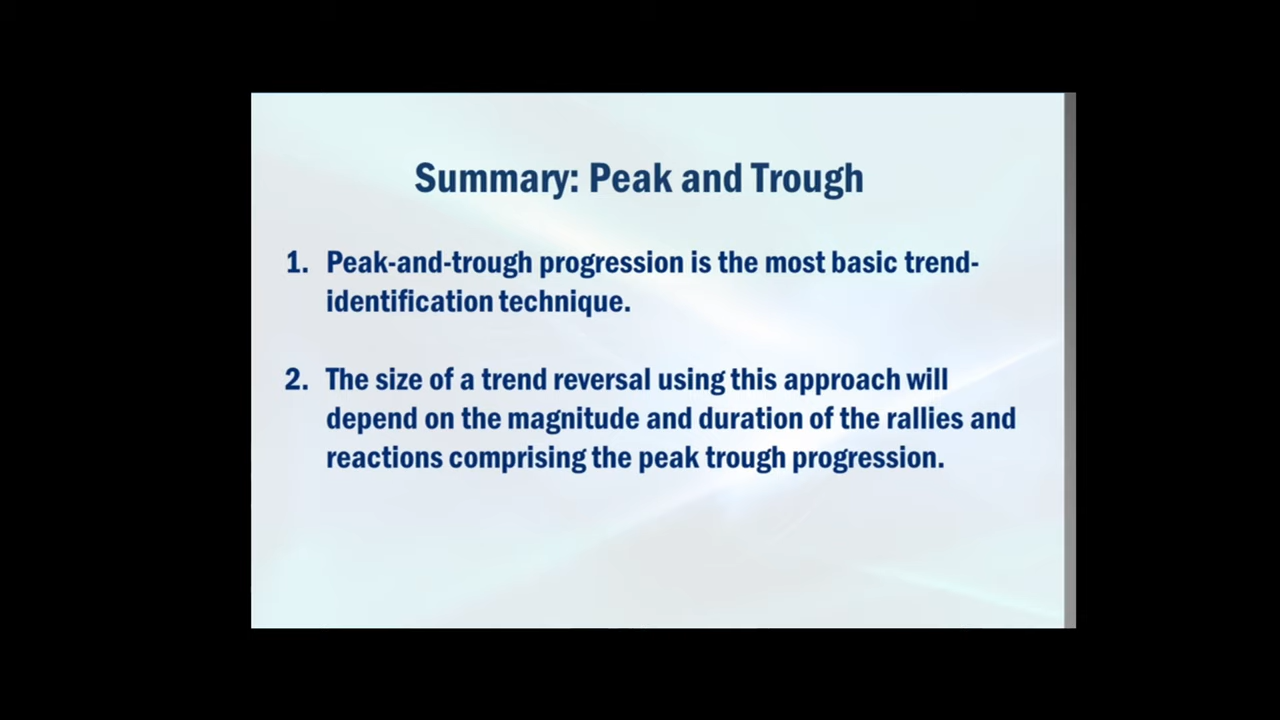 Summary: Peak and Trough
1. Peak-and-trough progression is the most basic trend-
identification technique.
2. The size of a trend reversal using this approach will
depend on the magnitude and duration of the rallies and
reactions comprising the peak trough progression.